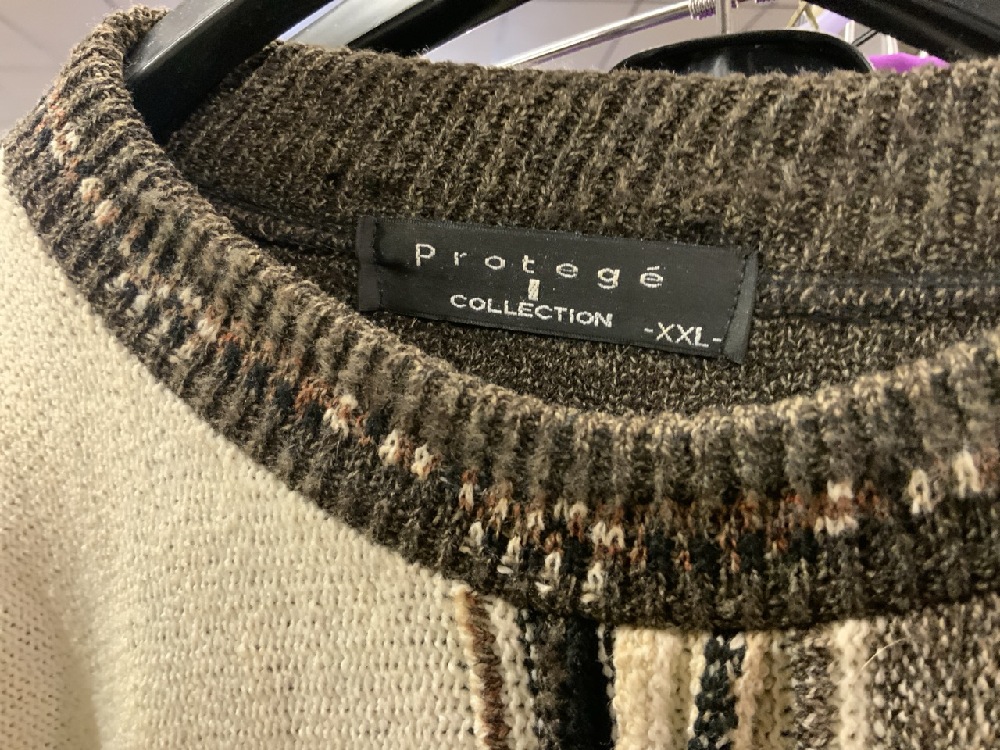 Protegé
COLLECTION
-XXL-